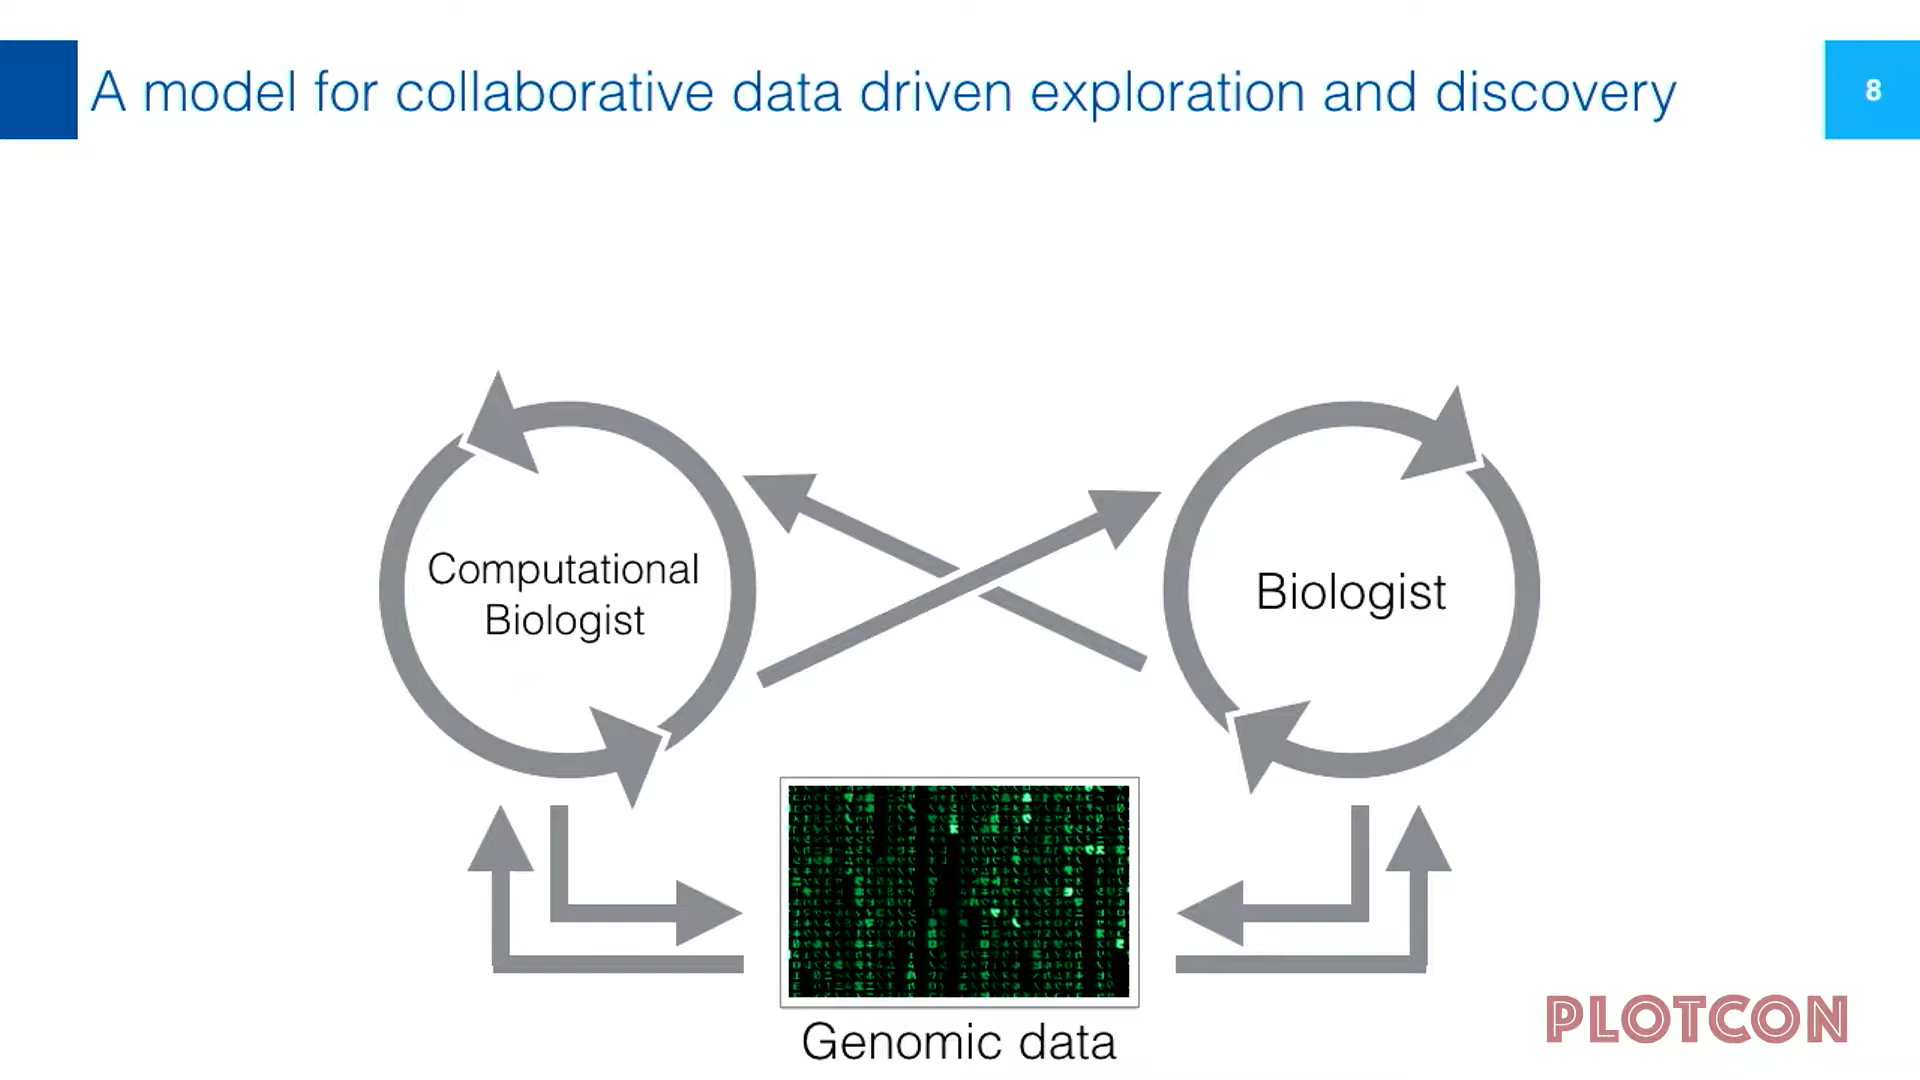 A model for collaborative data driven exploration and discovery
8
Computational
Biologist
Biologist
Genomic data
PLOTCON